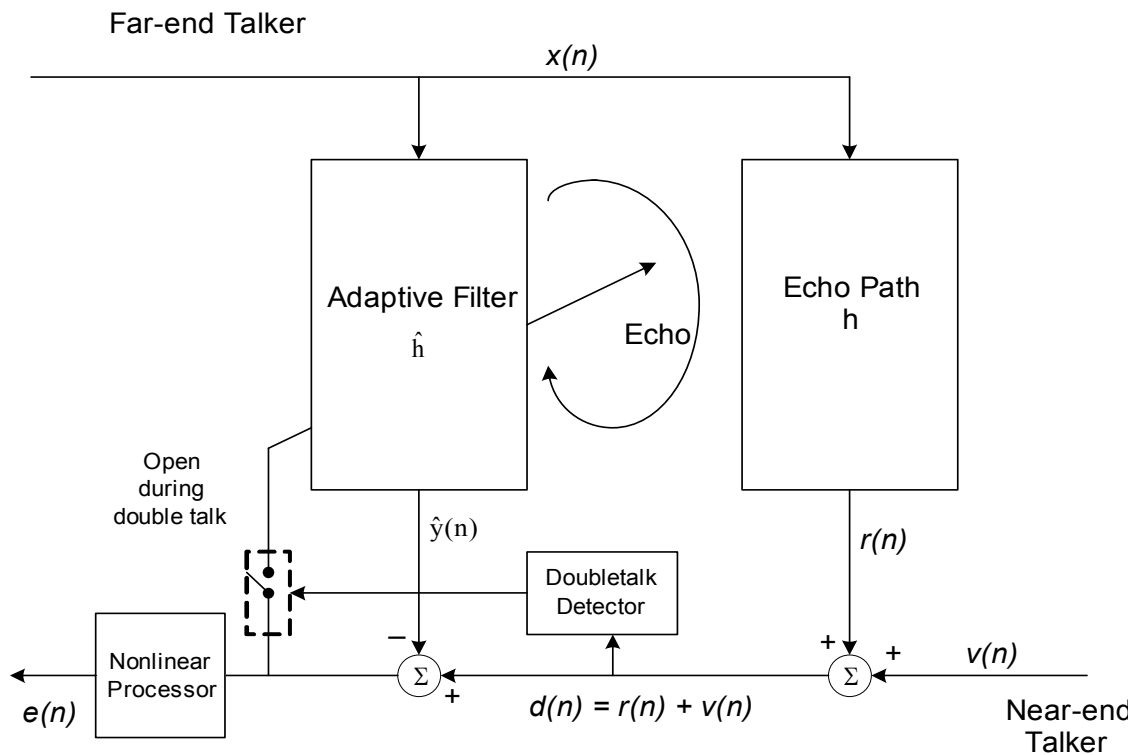 Far-end Talker
x(n)
Adaptive Filter
ĥ
Echo
Echo Path
h
Open
during
double talk
ŷ(n)
r(n)
Doubletalk
Detector
–
+
+
+
Σ
Σ
Nonlinear
Processor
v(n)
e(n)
d(n) = r(n) + v(n)
Near-end
Talker